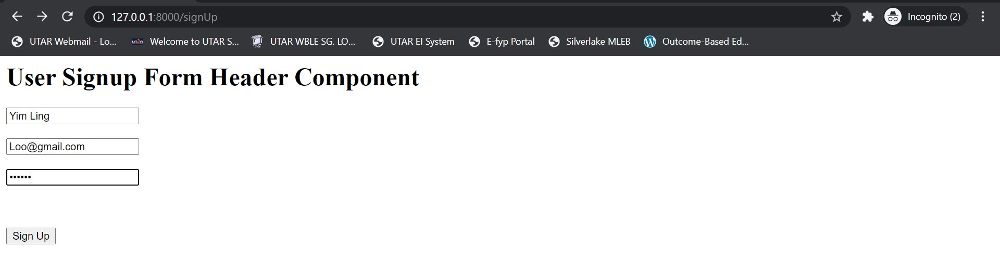 127.0.0.1:8000/signUp
Incognito (2)
UTAR Webmail - Lo... UTAR Welcome to UTAR S... UTAR WBLE SG. LO... UTAR EI System E-fyp Portal Silverlake MLEB Outcome-Based Ed...
User Signup Form Header Component
Yim Ling
Loo@gmail.com
••••••
Sign Up